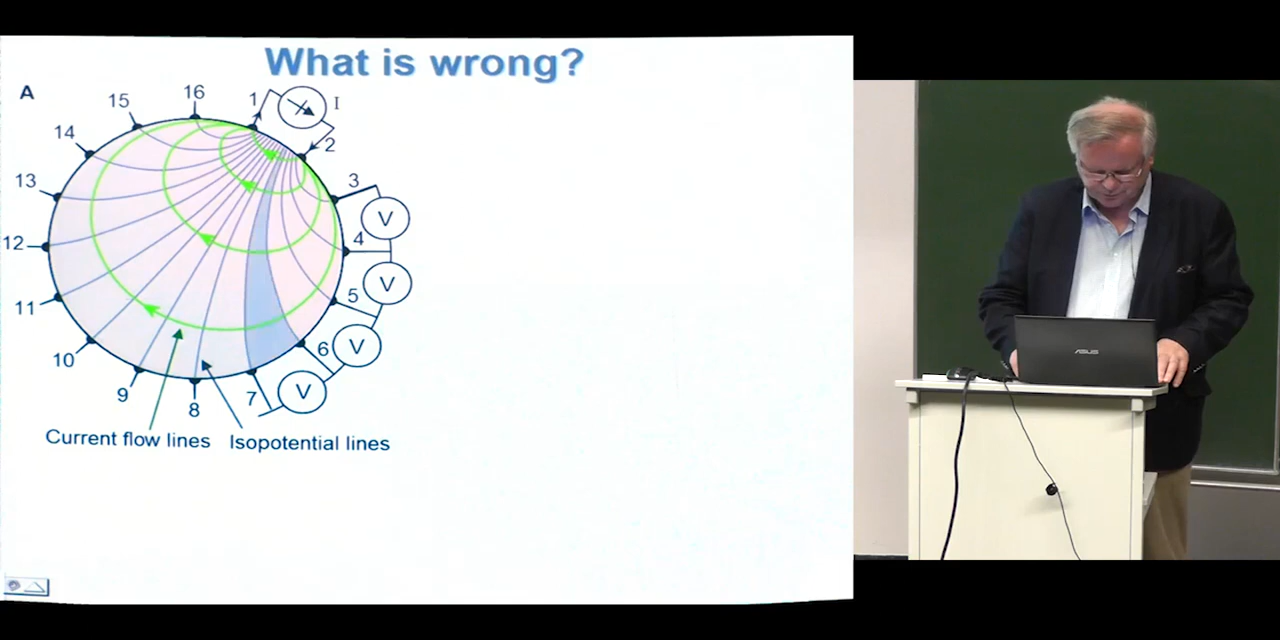 What is wrong?
A
16
1
I
15
2
14
3
13
V
12
4
V
5
11
6
V
10
7
V
9
8
Current flow lines
Isopotential lines
ASUS